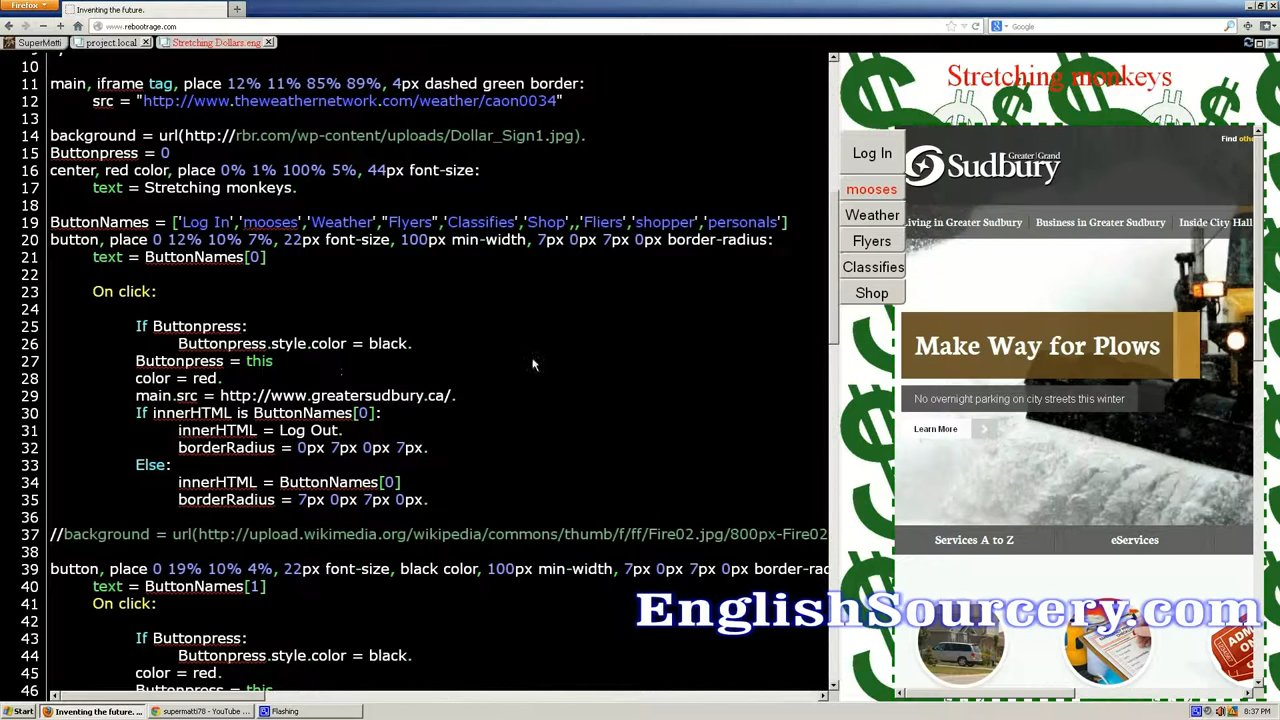 Firefox
Inventing the future.
www.rebootrage.com
Google
SuperMatti
project.local
Stretching Dollars.eng
10
11 main, iframe tag, place 12% 11% 85% 89%, 4px dashed green border:
12 src = "http://www.theweathernetwork.com/weather/caon0034"
13
14 background = url(http://rbr.com/wp-content/uploads/Dollar_Sign1.jpg).
15 Buttonpress = 0
16 center, red color, place 0% 1% 100% 5%, 44px font-size:
17 text = Stretching monkeys.
18
19 ButtonNames = ['Log In','mooses','Weather',"Flyers",'Classifies','Shop',,'Fliers','shopper','personals']
20 button, place 0 12% 10% 7%, 22px font-size, 100px min-width, 7px 0px 7px 0px border-radius:
21 text = ButtonNames[0]
22
23 On click:
24
25 If Buttonpress:
26 Buttonpress.style.color = black.
27 Buttonpress = this
28 color = red.
29 main.src = http://www.greatersudbury.ca/.
30 If innerHTML is ButtonNames[0]:
31 innerHTML = Log Out.
32 borderRadius = 0px 7px 0px 7px.
33 Else:
34 innerHTML = ButtonNames[0]
35 borderRadius = 7px 0px 7px 0px.
36
37 //background = url(http://upload.wikimedia.org/wikipedia/commons/thumb/f/ff/Fire02.jpg/800px-Fire02
38
39 button, place 0 19% 10% 4%, 22px font-size, black color, 100px min-width, 7px 0px 7px 0px border-rad
40 text = ButtonNames[1]
41 On click:
42
43 If Buttonpress:
44 Buttonpress.style.color = black.
45 color = red.
46 Buttonpress = this
Stretching monkeys
Log In
mooses
Weather
Flyers
Classifies
Shop
Find othe
Greater | Grand
Sudbury
iving in Greater Sudbury
Business in Greater Sudbury
Inside City Hall
Make Way for Plows
No overnight parking on city streets this winter
Learn More
Services A to Z
eServices
EnglishSourcery.com
Start
Inventing the future. ...
supermatti78 - YouTube ...
Flashing
8:37 PM